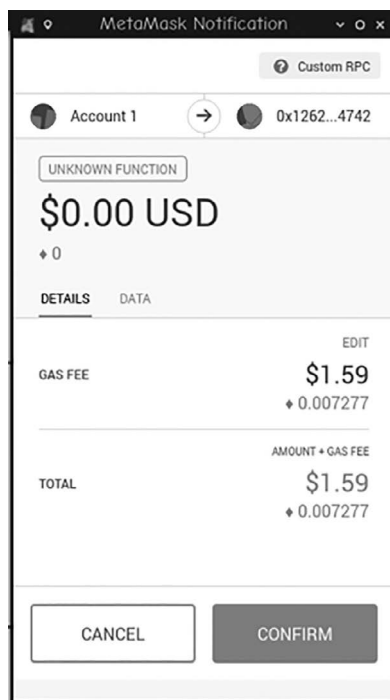 MetaMask Notification
Custom RPC
Account 1
0x1262...4742
UNKNOWN FUNCTION
$0.00 USD
0
DETAILS DATA
EDIT
GAS FEE $1.59
0.007277
AMOUNT + GAS FEE
TOTAL $1.59
0.007277
CANCEL CONFIRM